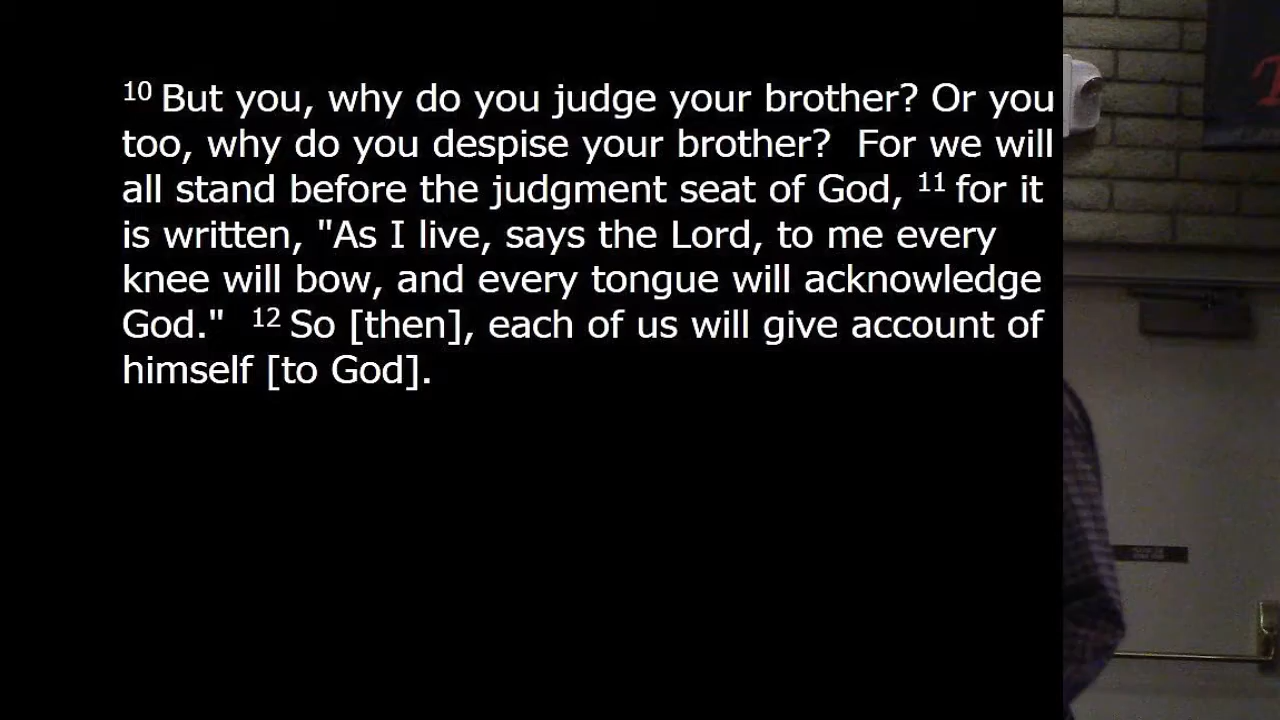 10 But you, why do you judge your brother? Or you
too, why do you despise your brother?  For we will
all stand before the judgment seat of God, 11 for it
is written, "As I live, says the Lord, to me every
knee will bow, and every tongue will acknowledge
God."  12 So [then], each of us will give account of
himself [to God].